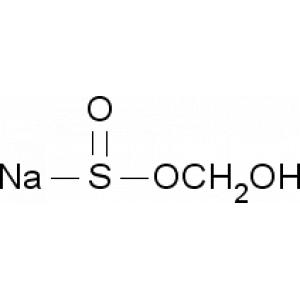 O
Na — S — OCH₂OH